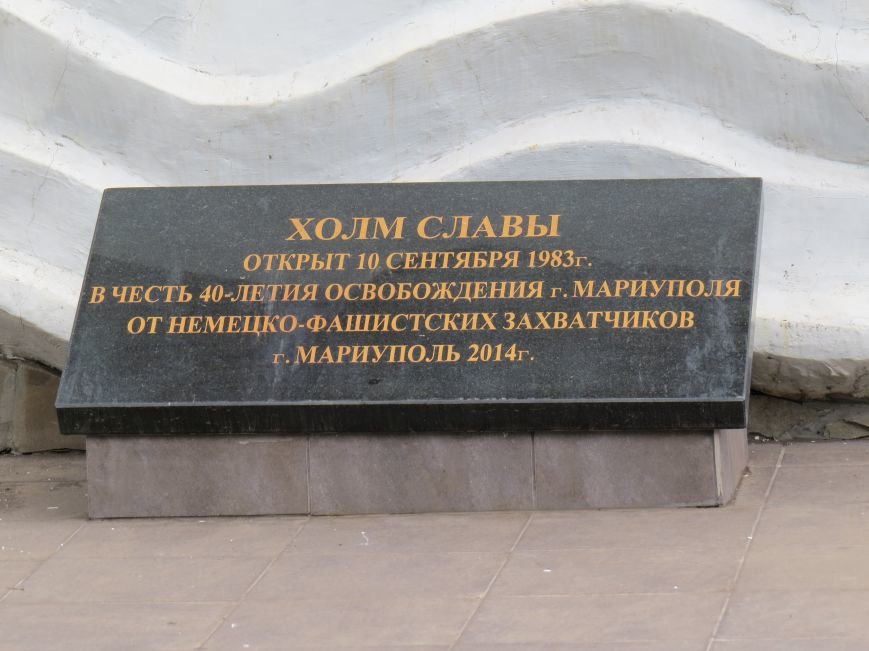 ХОЛМ СЛАВЫ
ОТКРЫТ 10 СЕНТЯБРЯ 1983г.
В ЧЕСТЬ 40-ЛЕТИЯ ОСВОБОЖДЕНИЯ г. МАРИУПОЛЯ
ОТ НЕМЕЦКО-ФАШИСТСКИХ ЗАХВАТЧИКОВ
г. МАРИУПОЛЬ 2014г.